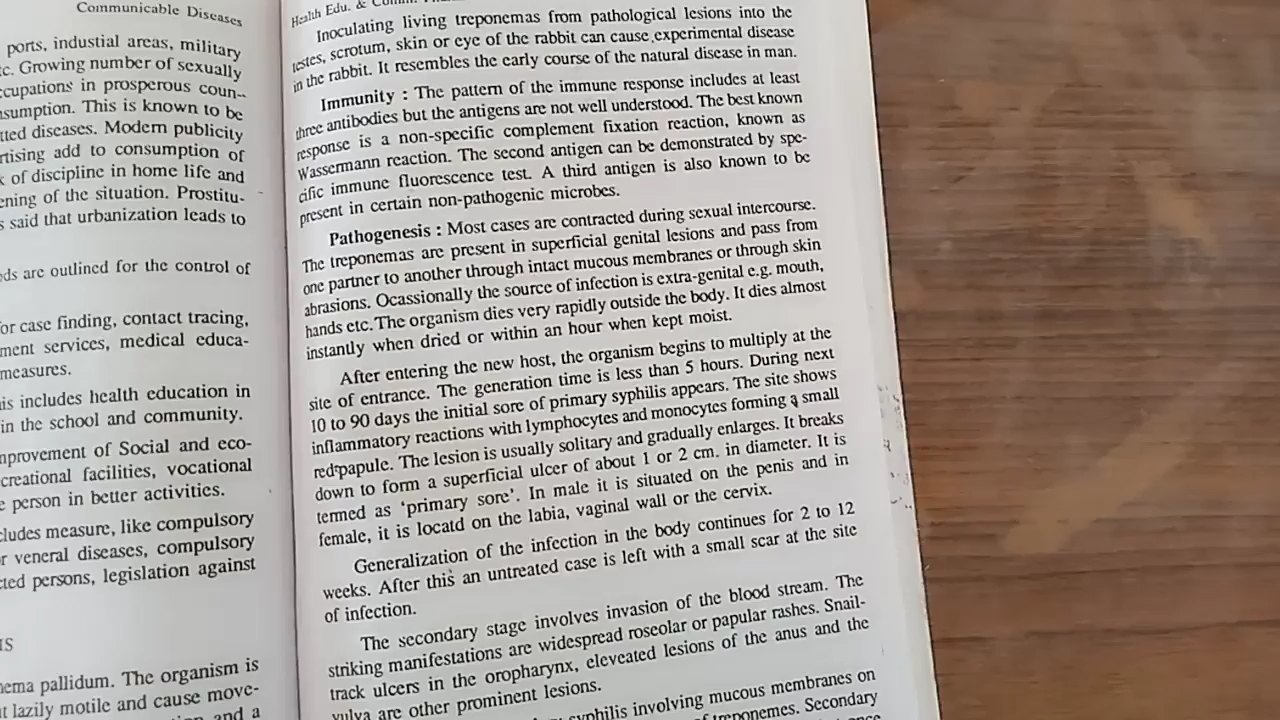 Communicable Diseases
ports, industial areas, military
Growing number of sexually
occupations in prosperous coun-
This is known to be
diseases. Modern publicity
add to consumption of
of discipline in home life and
of the situation. Prostitu-
said that urbanization leads to
are outlined for the control of
for case finding, contact tracing,
services, medical educa-
measures.
includes health education in
in the school and community.
of Social and eco-
facilities, vocational
person in better activities.
measure, like compulsory
veneral diseases, compulsory
persons, legislation against
pallidum. The organism is
lazily motile and cause move-
and a
Health Edu. &
Inoculating living treponemas from pathological lesions into the
testes, scrotum, skin or eye of the rabbit can cause experimental disease
in the rabbit. It resembles the early course of the natural disease in man.
Immunity : The pattern of the immune response includes at least
three antibodies but the antigens are not well understood. The best known
response is a non-specific complement fixation reaction, known as
Wassermann reaction. The second antigen can be demonstrated by spe-
cific immune fluorescence test. A third antigen is also known to be
present in certain non-pathogenic microbes.
Pathogenesis : Most cases are contracted during sexual intercourse.
The treponemas are present in superficial genital lesions and pass from
one partner to another through intact mucous membranes or through skin
abrasions. Ocassionally the source of infection is extra-genital e.g. mouth,
hands etc. The organism dies very rapidly outside the body. It dies almost
instantly when dried or within an hour when kept moist.
After entering the new host, the organism begins to multiply at the
site of entrance. The generation time is less than 5 hours. During next
10 to 90 days the initial sore of primary syphilis appears. The site shows
inflammatory reactions with lymphocytes and monocytes forming a small
red papule. The lesion is usually solitary and gradually enlarges. It breaks
down to form a superficial ulcer of about 1 or 2 cm. in diameter. It is
termed as ‘primary sore’. In male it is situated on the penis and in
female, it is locatd on the labia, vaginal wall or the cervix.
Generalization of the infection in the body continues for 2 to 12
weeks. After this an untreated case is left with a small scar at the site
of infection.
The secondary stage involves invasion of the blood stream. The
striking manifestations are widespread roseolar or papular rashes. Snail-
track ulcers in the oropharynx, eleveated lesions of the anus and the
vulva are other prominent lesions.
syphilis involving mucous membranes on
treponemes. Secondary